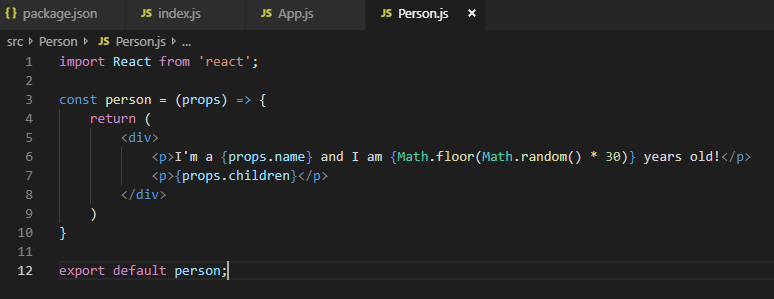 {} package.json JS index.js JS App.js JS Person.js ×
src > Person > JS Person.js > ...
1 import React from 'react';
2
3 const person = (props) => {
4 return (
5 <div>
6 <p>I'm a {props.name} and I am {Math.floor(Math.random() * 30)} years old!</p>
7 <p>{props.children}</p>
8 </div>
9 )
10 }
11
12 export default person;